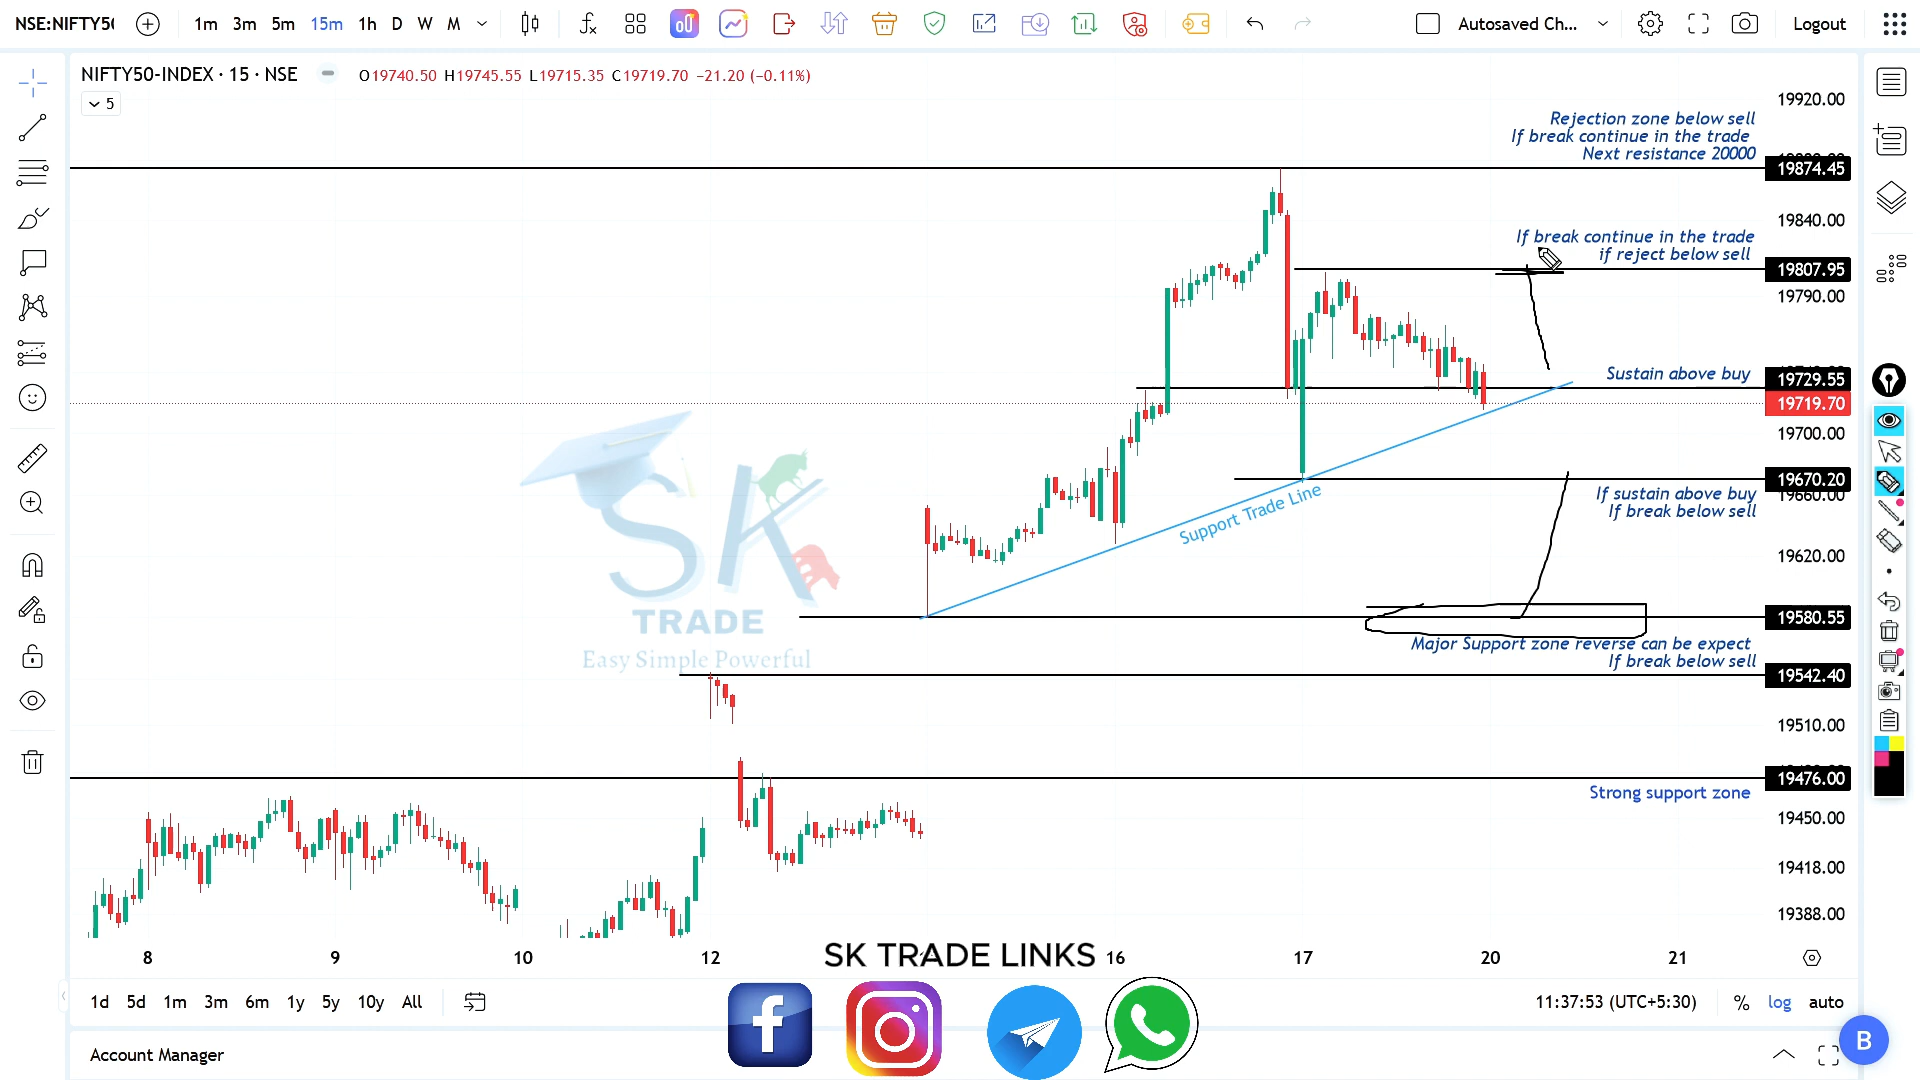 NSE:NIFTY50
1m 3m 5m 15m 1h D W M
Autosaved Ch...
Logout
NIFTY50-INDEX · 15 · NSE
O19740.50 H19745.55 L19715.35 C19719.70 −21.20 (−0.11%)
5
19920.00
Rejection zone below sell
If break continue in the trade
Next resistance 20000
19874.45
19840.00
If break continue in the trade
if reject below sell
19807.95
19790.00
Sustain above buy
19729.55
19719.70
19700.00
19670.20
19660.00
If sustain above buy
If break below sell
Support Trade Line
19620.00
19580.55
Major Support zone reverse can be expect
If break below sell
19542.40
19510.00
19476.00
Strong support zone
19450.00
19418.00
19388.00
SK
TRADE
Easy Simple Powerful
8 9 10 12 16 17 20 21
SK TRADE LINKS
1d 5d 1m 3m 6m 1y 5y 10y All
11:37:53 (UTC+5:30)
% log auto
Account Manager
B